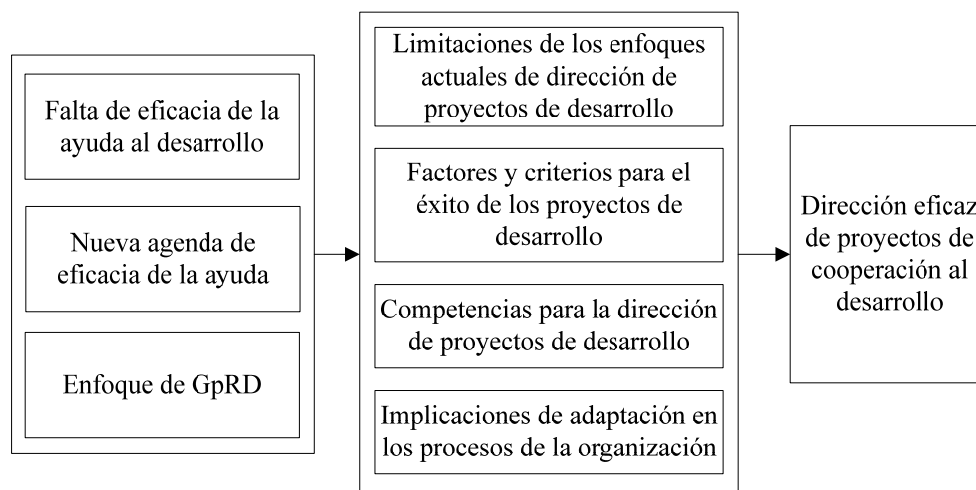 Falta de eficacia de la
ayuda al desarrollo
Nueva agenda de
eficacia de la ayuda
Enfoque de GpRD
Limitaciones de los enfoques
actuales de dirección de
proyectos de desarrollo
Factores y criterios para el
éxito de los proyectos de
desarrollo
Competencias para la dirección
de proyectos de desarrollo
Implicaciones de adaptación en
los procesos de la organización
Dirección eficaz
de proyectos de
cooperación al
desarrollo